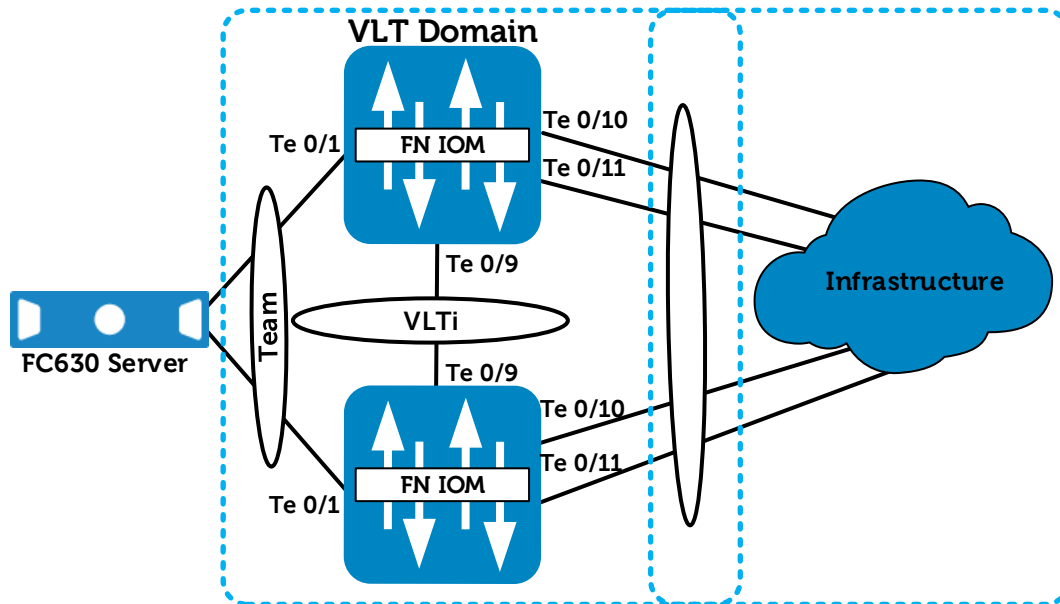 VLT Domain
Te 0/10
Te 0/1
FN IOM
Te 0/11
Te 0/9
Infrastructure
Team
VLTi
FC630 Server
Te 0/9
Te 0/10
Te 0/11
FN IOM
Te 0/1